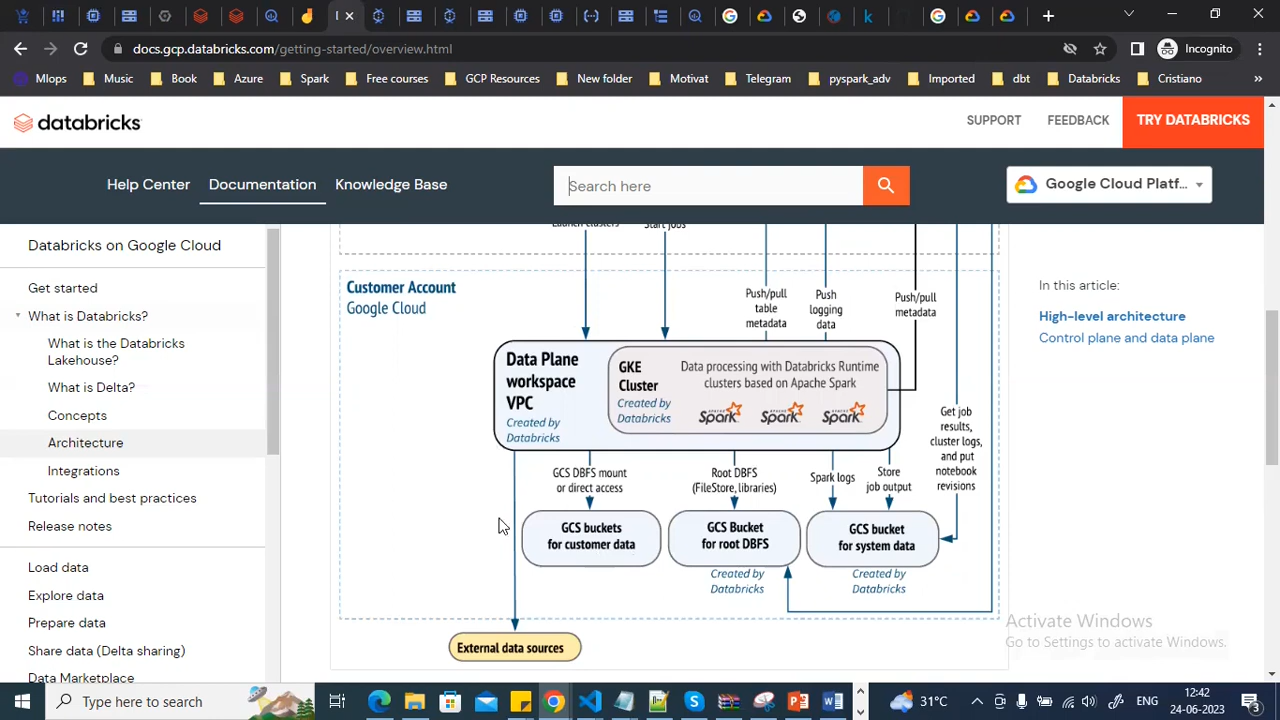 docs.gcp.databricks.com/getting-started/overview.html
Incognito
Mlops
Music
Book
Azure
Spark
Free courses
GCP Resources
New folder
Motivat
Telegram
pyspark_adv
Imported
dbt
Databricks
Cristiano
»
databricks
SUPPORT
FEEDBACK
TRY DATABRICKS
Help Center
Documentation
Knowledge Base
Search here
Google Cloud Platf...
Databricks on Google Cloud
Get started
What is Databricks?
What is the Databricks
Lakehouse?
What is Delta?
Concepts
Architecture
Integrations
Tutorials and best practices
Release notes
Load data
Explore data
Prepare data
Share data (Delta sharing)
Data Marketplace
Launch clusters
Start jobs
Customer Account
Google Cloud
Push/pull
table
metadata
Push
logging
data
Push/pull
metadata
Data Plane
workspace
VPC
Created by
Databricks
GKE
Cluster
Created by
Databricks
Data processing with Databricks Runtime
clusters based on Apache Spark
APACHE
Spark
APACHE
Spark
APACHE
Spark
Get job
results,
cluster logs,
and put
notebook
revisions
GCS DBFS mount
or direct access
Root DBFS
(FileStore, libraries)
Spark logs
Store
job output
GCS buckets
for customer data
GCS Bucket
for root DBFS
GCS bucket
for system data
Created by
Databricks
Created by
Databricks
External data sources
In this article:
High-level architecture
Control plane and data plane
Activate Windows
Go to Settings to activate Windows.
Type here to search
31°C
12:42
24-06-2023
3